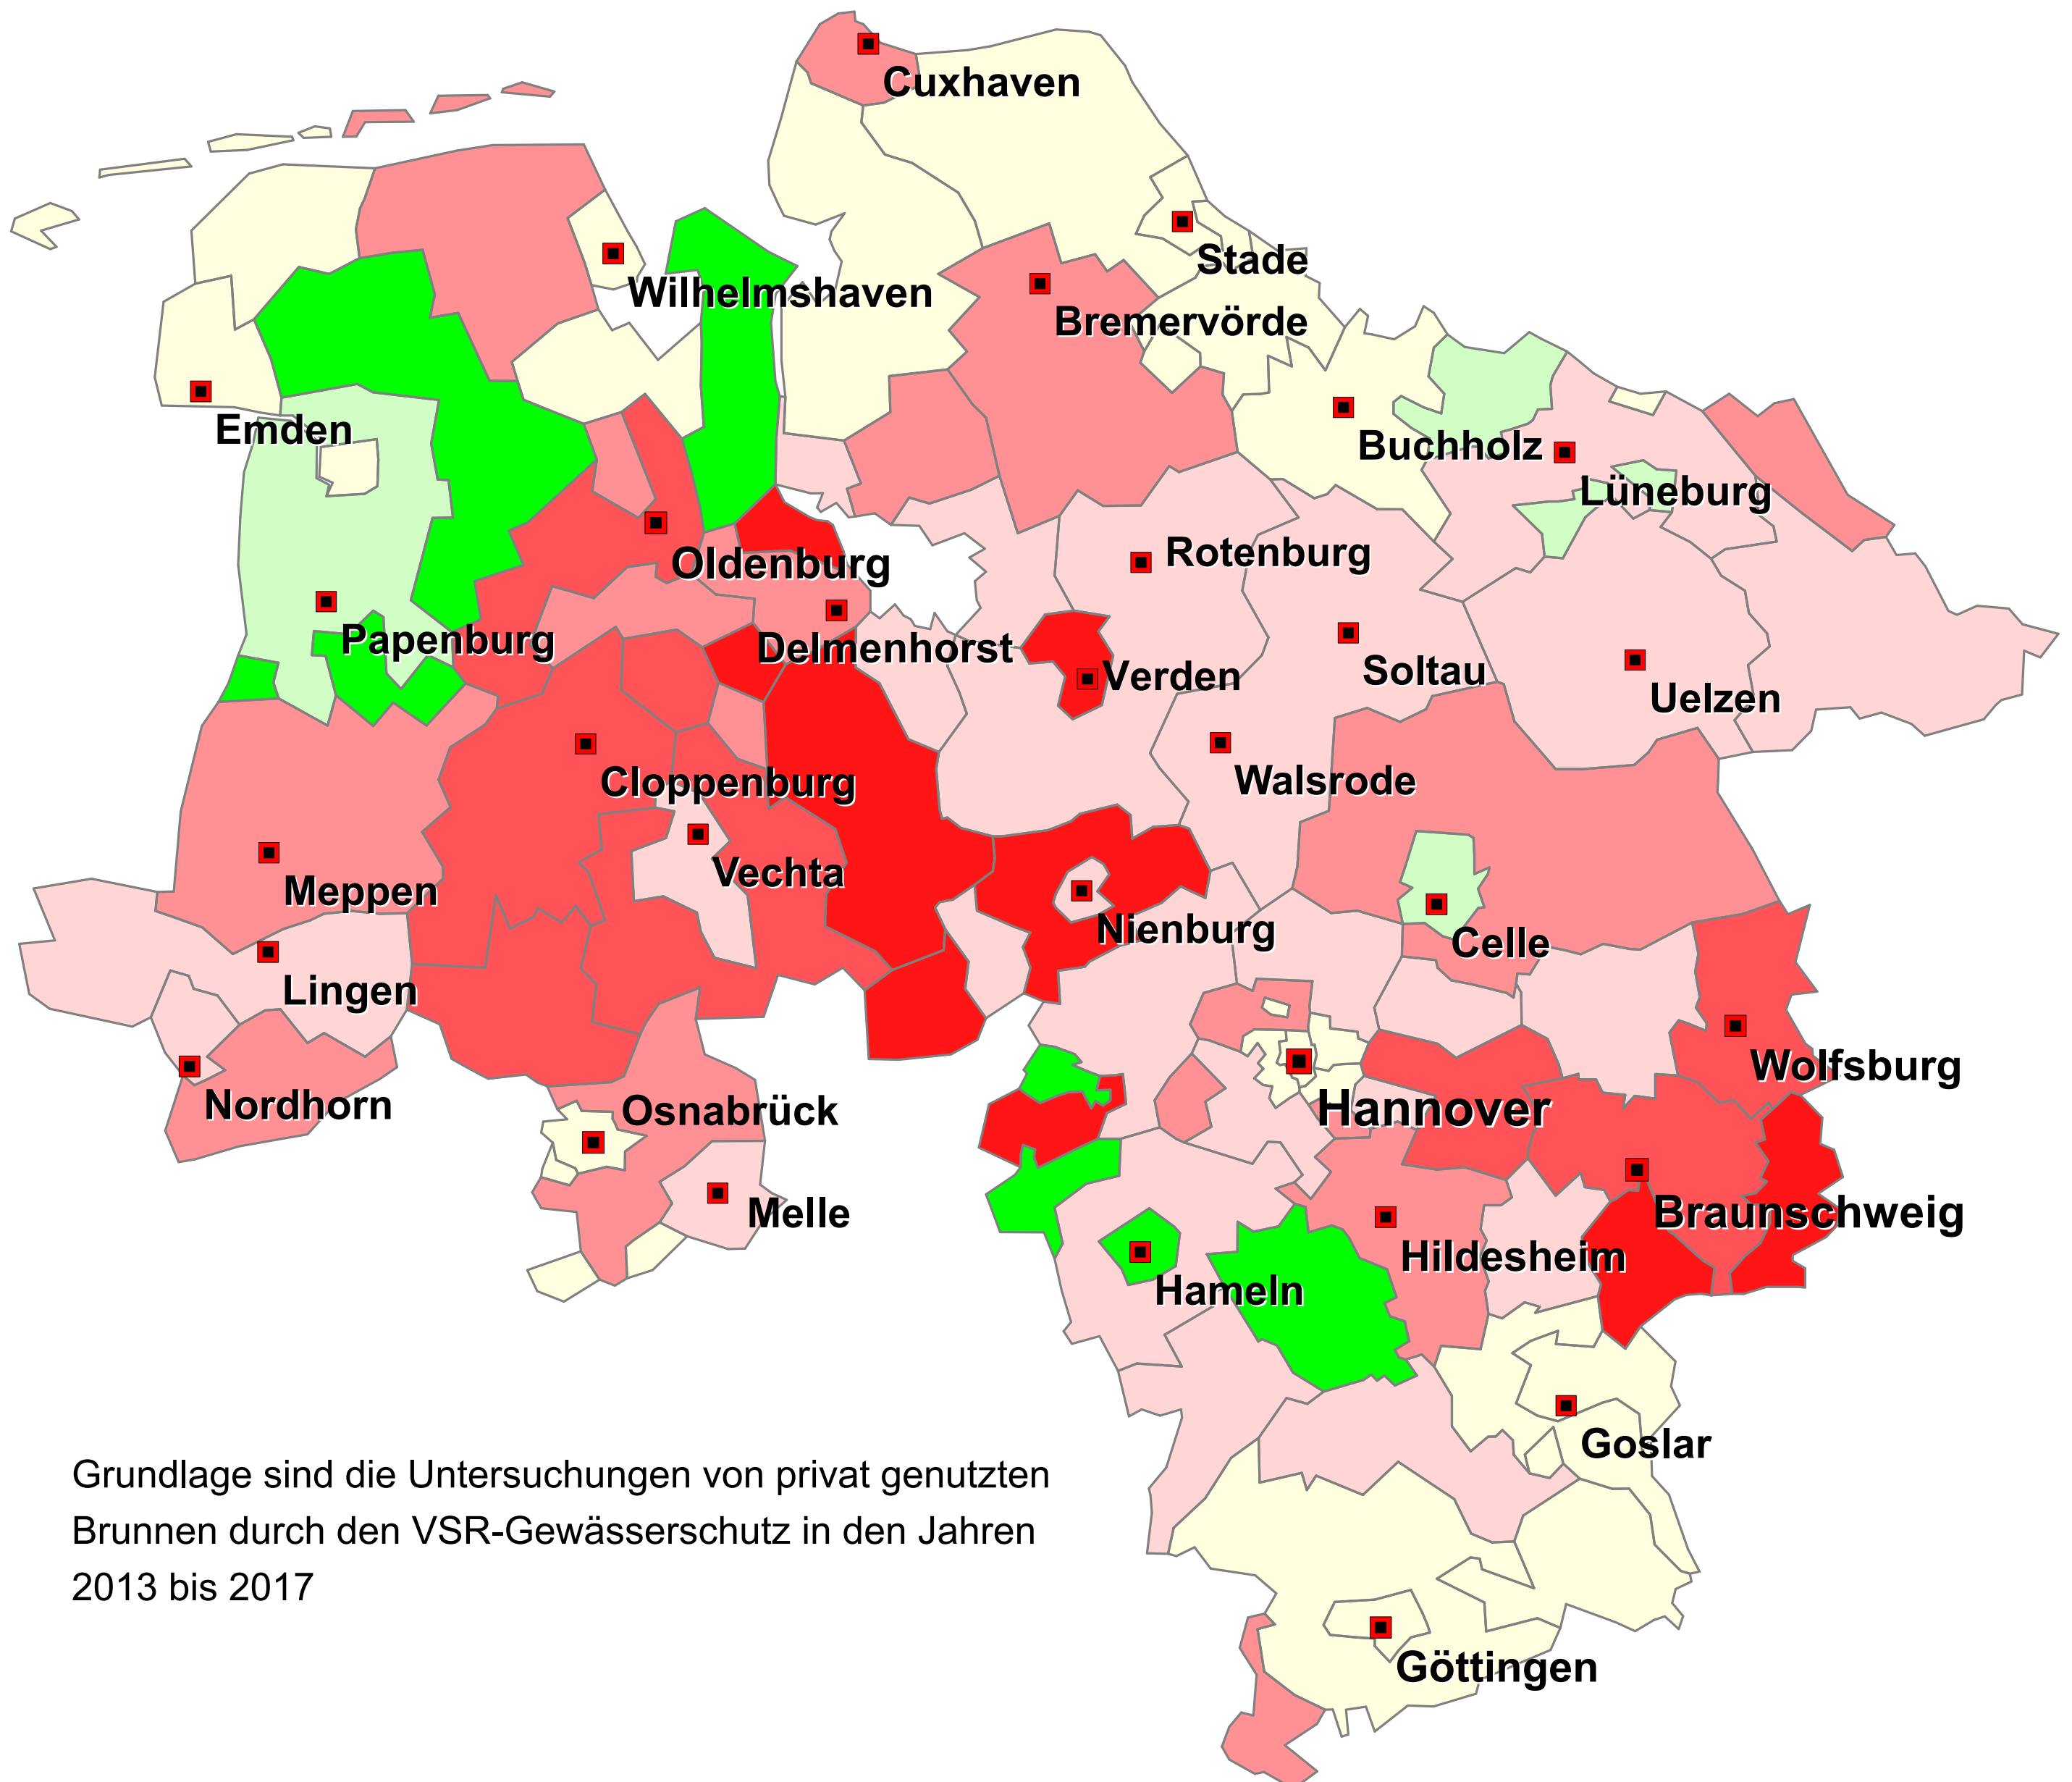 Cuxhaven
Stade
Wilhelmshaven
Bremervörde
Emden
Buchholz
Lüneburg
Oldenburg
Rotenburg
Papenburg
Delmenhorst
Verden
Soltau
Uelzen
Cloppenburg
Walsrode
Vechta
Meppen
Nienburg
Celle
Lingen
Wolfsburg
Nordhorn
Osnabrück
Hannover
Melle
Braunschweig
Hildesheim
Hameln
Goslar
Grundlage sind die Untersuchungen von privat genutzten
Brunnen durch den VSR-Gewässerschutz in den Jahren
2013 bis 2017
Göttingen